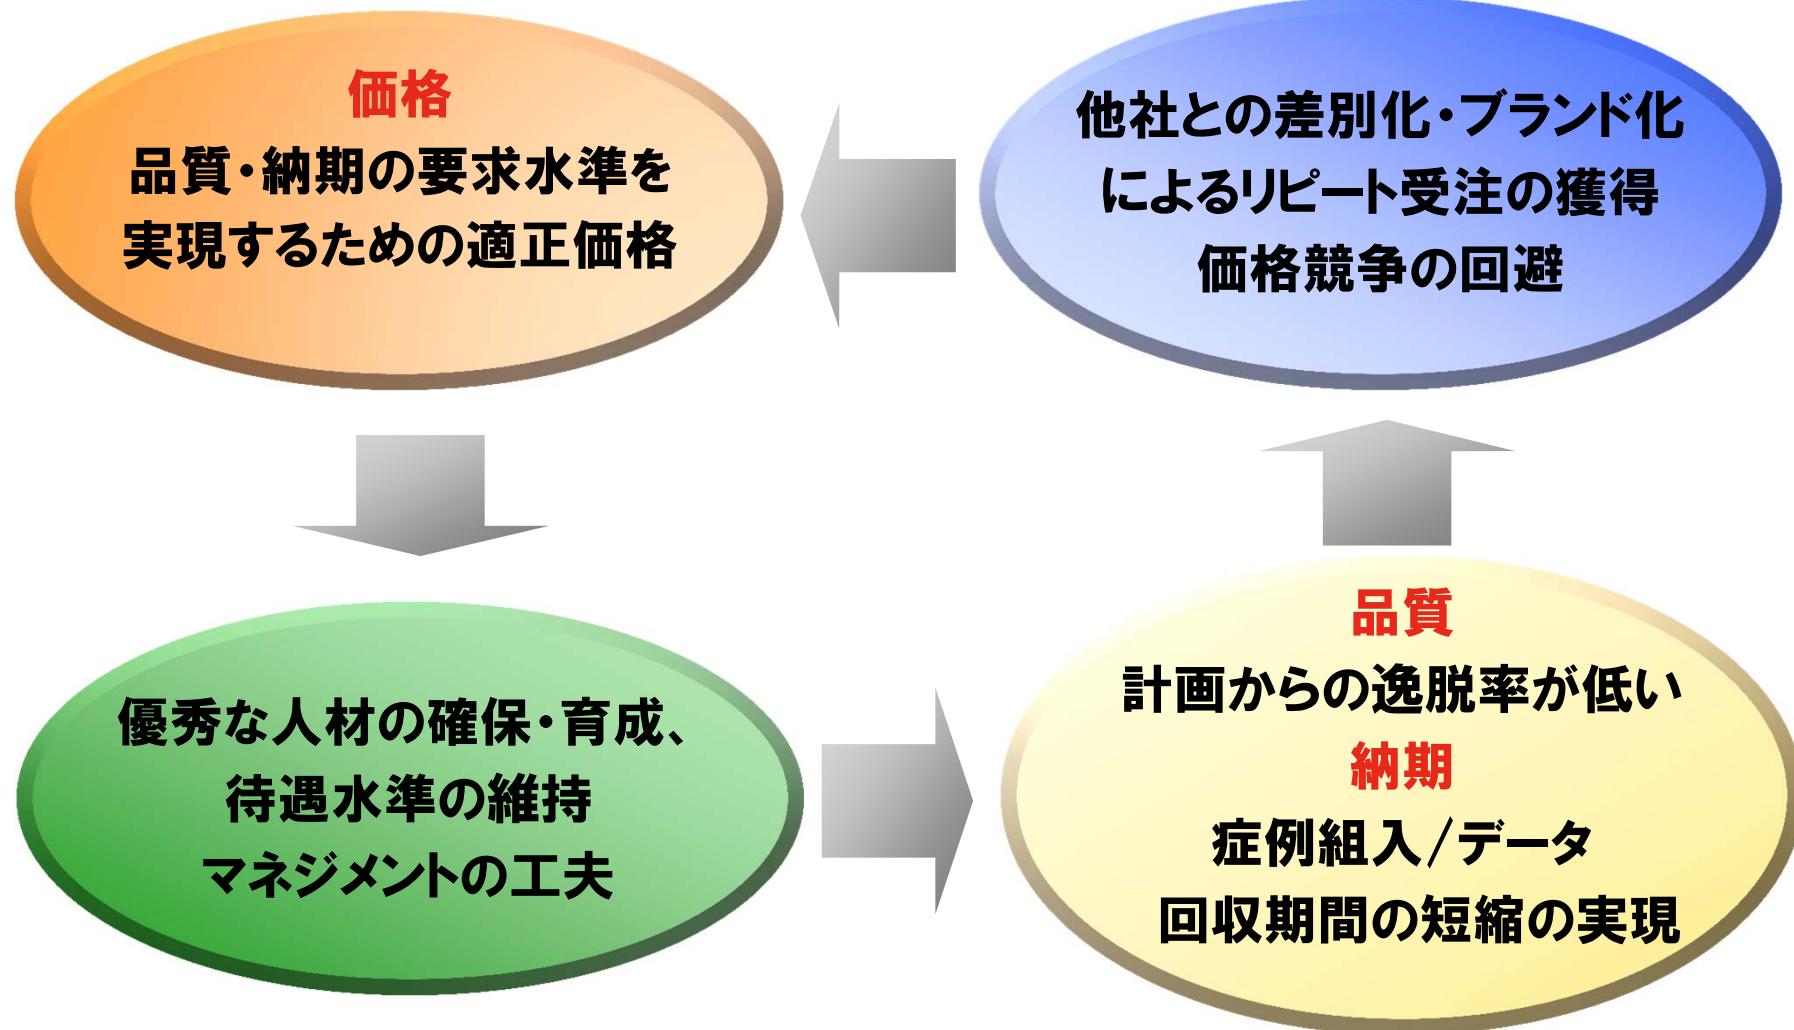 価格
品質・納期の要求水準を
実現するための適正価格
他社との差別化・ブランド化
によるリピート受注の獲得
価格競争の回避
優秀な人材の確保・育成、
待遇水準の維持
マネジメントの工夫
品質
計画からの逸脱率が低い
納期
症例組入/データ
回収期間の短縮の実現